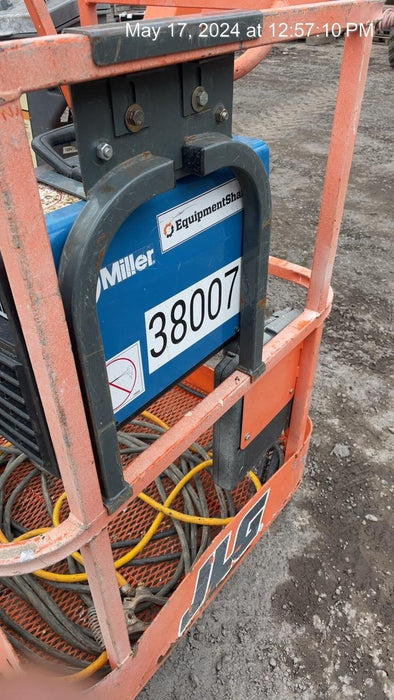 May 17, 2024 at 12:57:10 PM
EquipmentSha
Miller
38007
JLG